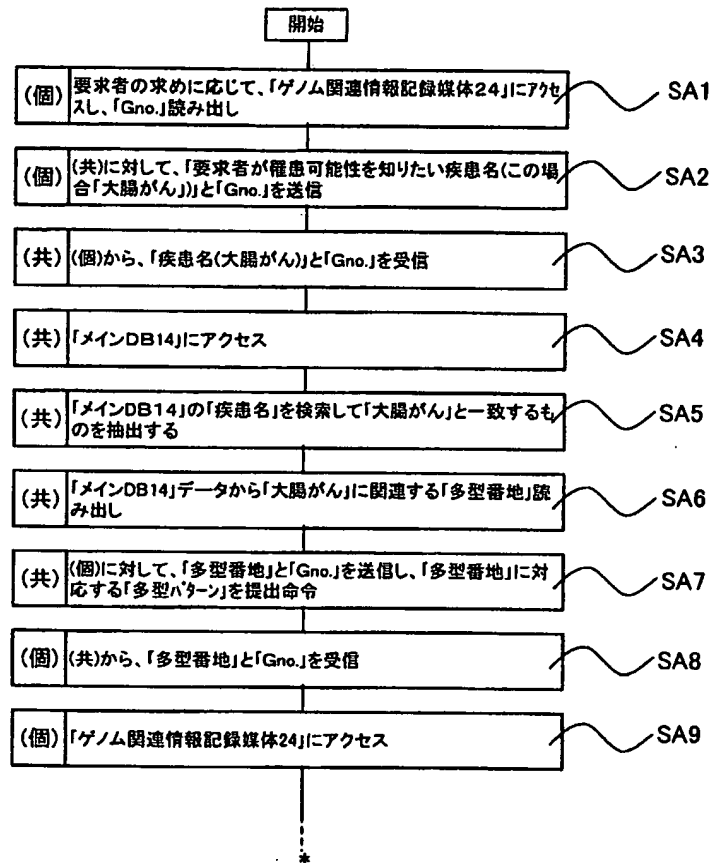 開始
(個) 要求者の求めに応じて、「ゲノム関連情報記録媒体24」にアクセ
スし、「Gno.」読み出し
SA1
(個) (共)に対して、「要求者が罹患可能性を知りたい疾患名(この場
合「大腸がん」)」と「Gno.」を送信
SA2
(共) (個)から、「疾患名(大腸がん)」と「Gno.」を受信
SA3
(共) 「メインDB14」にアクセス
SA4
(共) 「メインDB14」の「疾患名」を検索して「大腸がん」と一致するも
のを抽出する
SA5
(共) 「メインDB14」データから「大腸がん」に関連する「多型番地」読
み出し
SA6
(共) (個)に対して、「多型番地」と「Gno.」を送信し、「多型番地」に対
応する「多型パターン」を提出命令
SA7
(個) (共)から、「多型番地」と「Gno.」を受信
SA8
(個) 「ゲノム関連情報記録媒体24」にアクセス
SA9
*